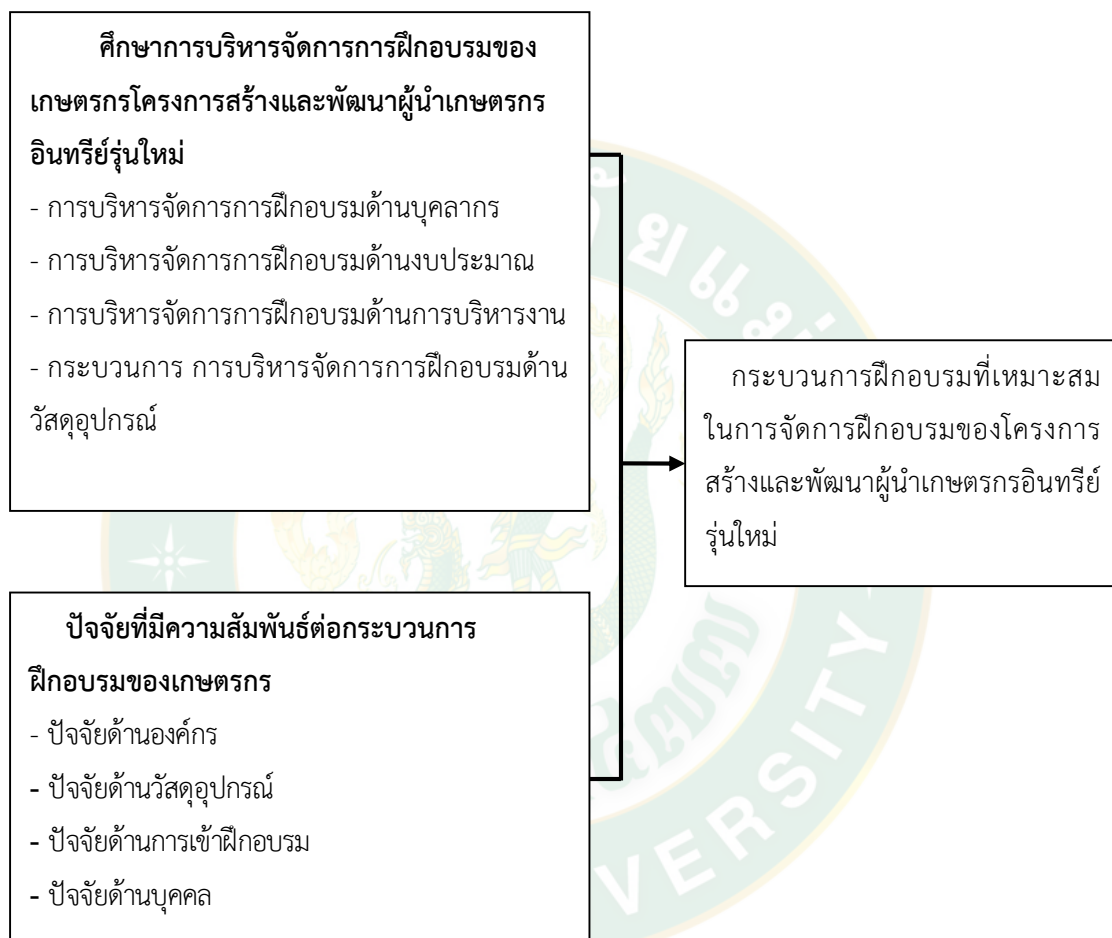 ศึกษาการบริหารจัดการการฝึกอบรมของ
เกษตรกรโครงการสร้างและพัฒนาผู้นำเกษตรกร
อินทรีย์รุ่นใหม่
- การบริหารจัดการการฝึกอบรมด้านบุคลากร
- การบริหารจัดการการฝึกอบรมด้านงบประมาณ
- การบริหารจัดการการฝึกอบรมด้านการบริหารงาน
- กระบวนการ การบริหารจัดการการฝึกอบรมด้าน
วัสดุอุปกรณ์
กระบวนการฝึกอบรมที่เหมาะสม
ในการจัดการฝึกอบรมของโครงการ
สร้างและพัฒนาผู้นำเกษตรกรอินทรีย์
รุ่นใหม่
ปัจจัยที่มีความสัมพันธ์ต่อกระบวนการ
ฝึกอบรมของเกษตรกร
- ปัจจัยด้านองค์กร
- ปัจจัยด้านวัสดุอุปกรณ์
- ปัจจัยด้านการเข้าฝึกอบรม
- ปัจจัยด้านบุคคล